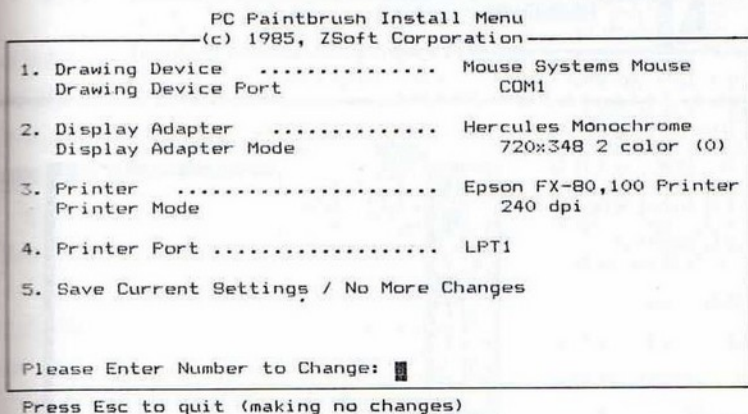 PC Paintbrush Install Menu
(c) 1985, ZSoft Corporation
1. Drawing Device ............... Mouse Systems Mouse
Drawing Device Port COM1
2. Display Adapter .............. Hercules Monochrome
Display Adapter Mode 720x348 2 color (0)
3. Printer ...................... Epson FX-80,100 Printer
Printer Mode 240 dpi
4. Printer Port ................... LPT1
5. Save Current Settings / No More Changes
Please Enter Number to Change:
Press Esc to quit (making no changes)